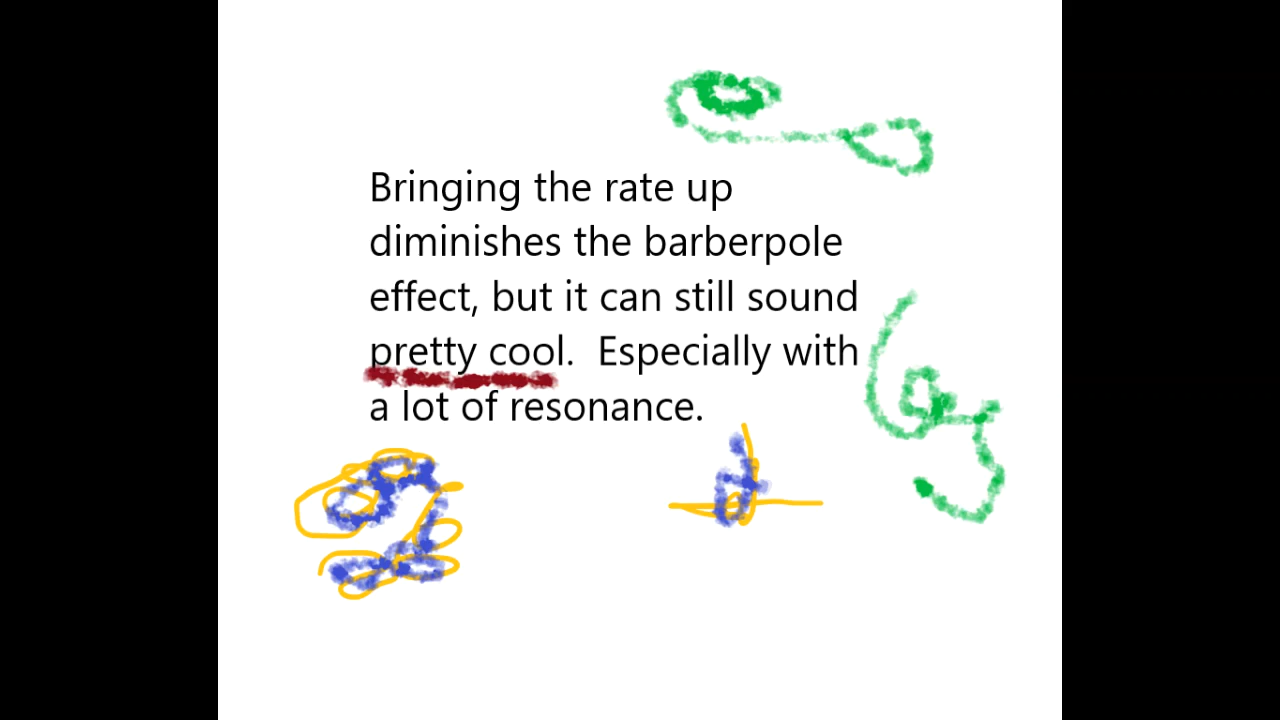 Bringing the rate up
diminishes the barberpole
effect, but it can still sound
pretty cool.  Especially with
a lot of resonance.